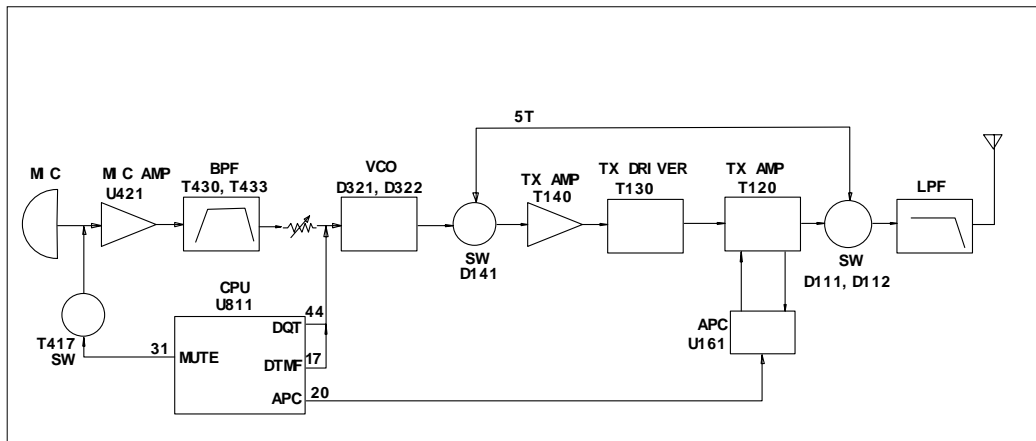 5T
MIC
MIC AMP
U421
BPF
T430, T433
VCO
D321, D322
TX AMP
T140
TX DRIVER
T130
TX AMP
T120
LPF
SW
D141
SW
D111, D112
CPU
U811
44
DQT
APC
U161
T417
SW
31
MUTE
17
DTMF
20
APC